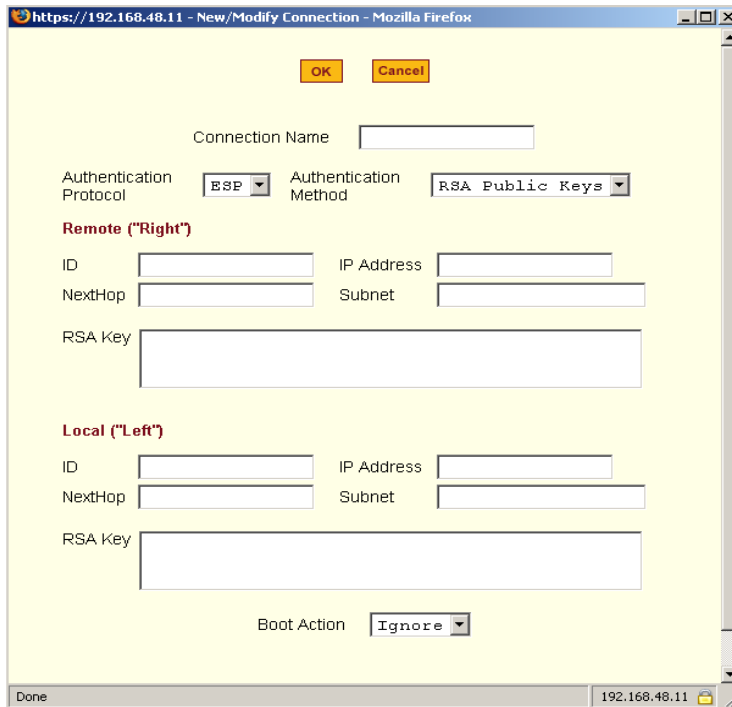 https://192.168.48.11 - New/Modify Connection - Mozilla Firefox
OK Cancel
Connection Name
Authentication Protocol ESP Authentication Method RSA Public Keys
Remote ("Right")
ID IP Address
NextHop Subnet
RSA Key
Local ("Left")
ID IP Address
NextHop Subnet
RSA Key
Boot Action Ignore
Done 192.168.48.11